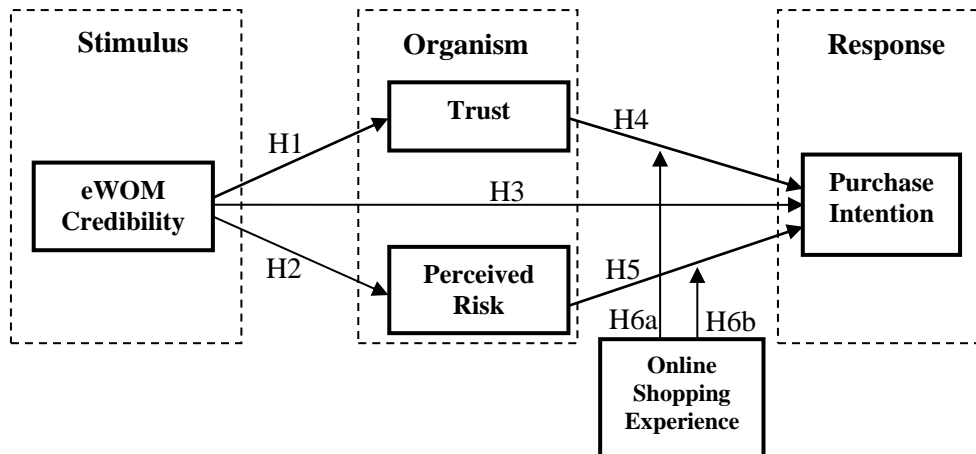 Stimulus
Organism
Response
Trust
H4
H1
eWOM
Credibility
H3
Purchase
Intention
H2
Perceived
Risk
H5
H6a
H6b
Online
Shopping
Experience